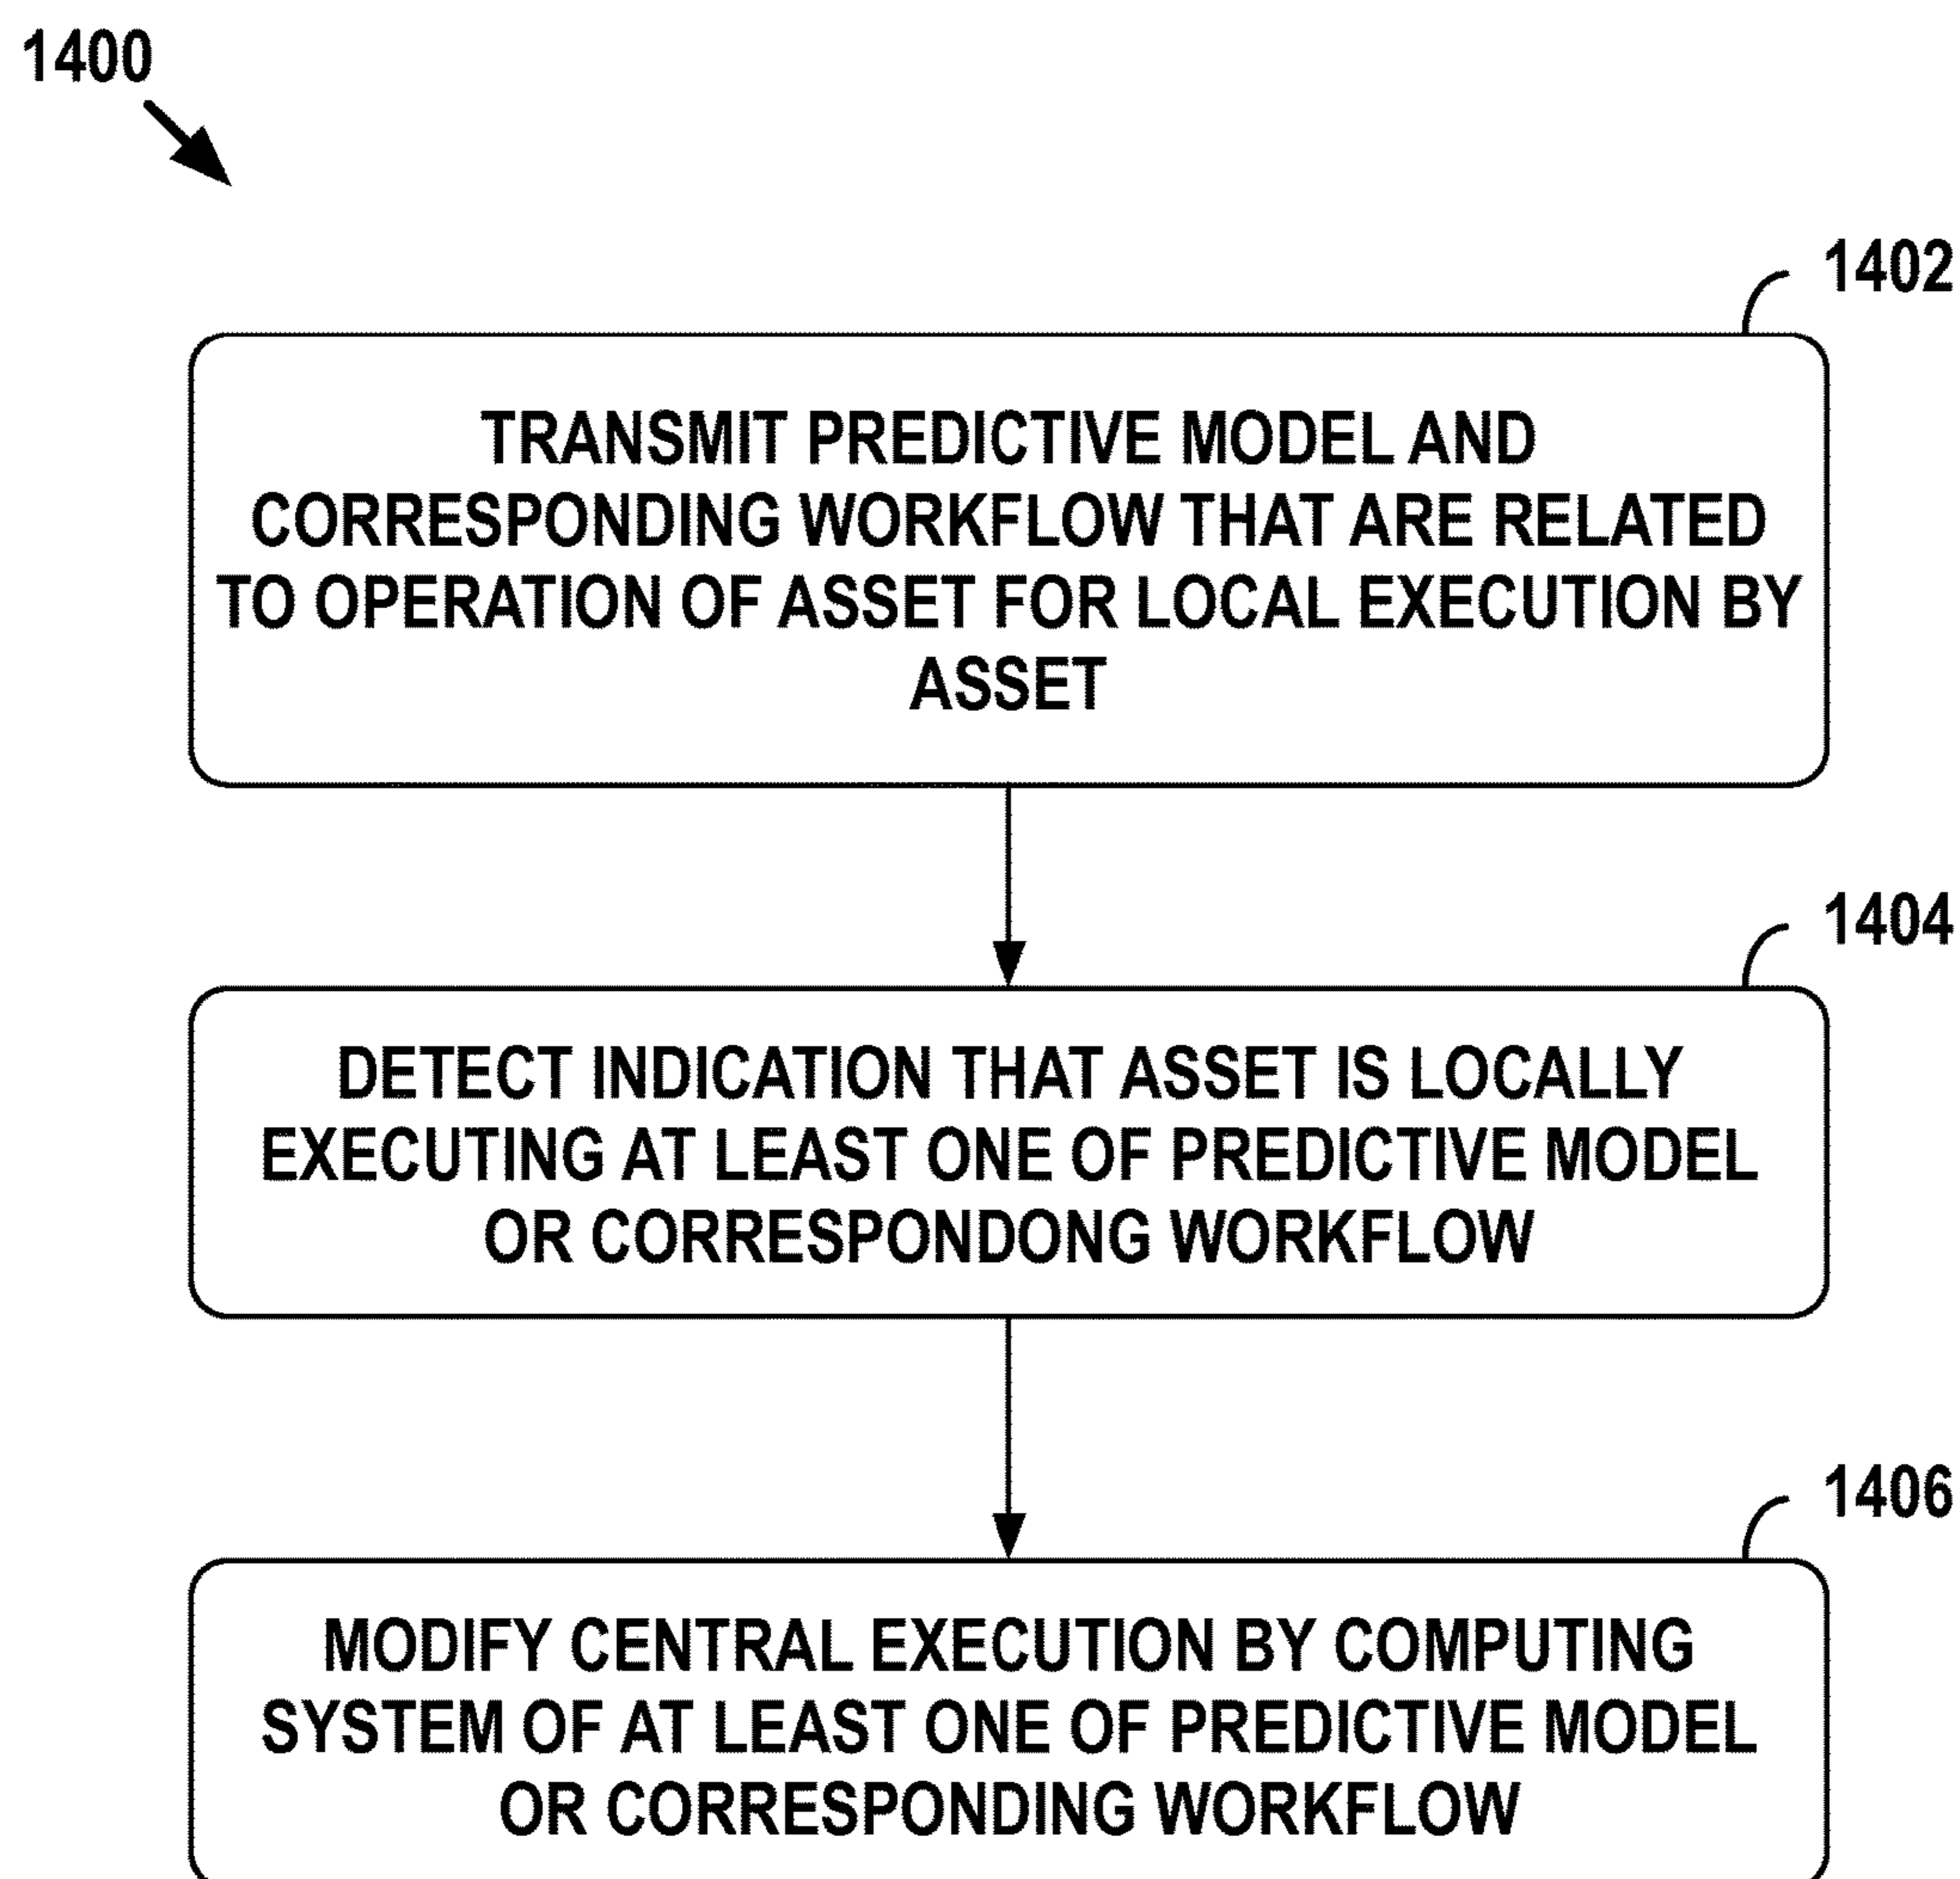 1400
1402
TRANSMIT PREDICTIVE MODEL AND
CORRESPONDING WORKFLOW THAT ARE RELATED
TO OPERATION OF ASSET FOR LOCAL EXECUTION BY
ASSET
1404
DETECT INDICATION THAT ASSET IS LOCALLY
EXECUTING AT LEAST ONE OF PREDICTIVE MODEL
OR CORRESPONDONG WORKFLOW
1406
MODIFY CENTRAL EXECUTION BY COMPUTING
SYSTEM OF AT LEAST ONE OF PREDICTIVE MODEL
OR CORRESPONDING WORKFLOW